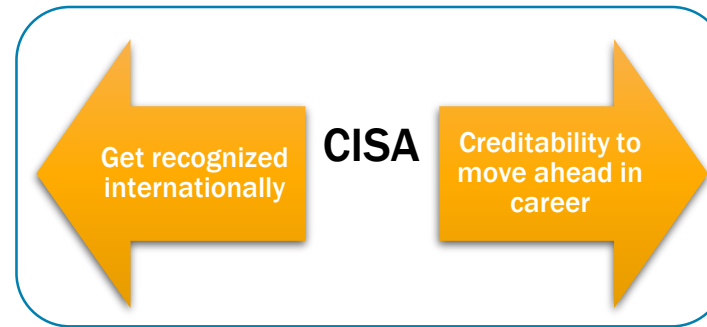 Get recognized
internationally
CISA
Creditability to
move ahead in
career